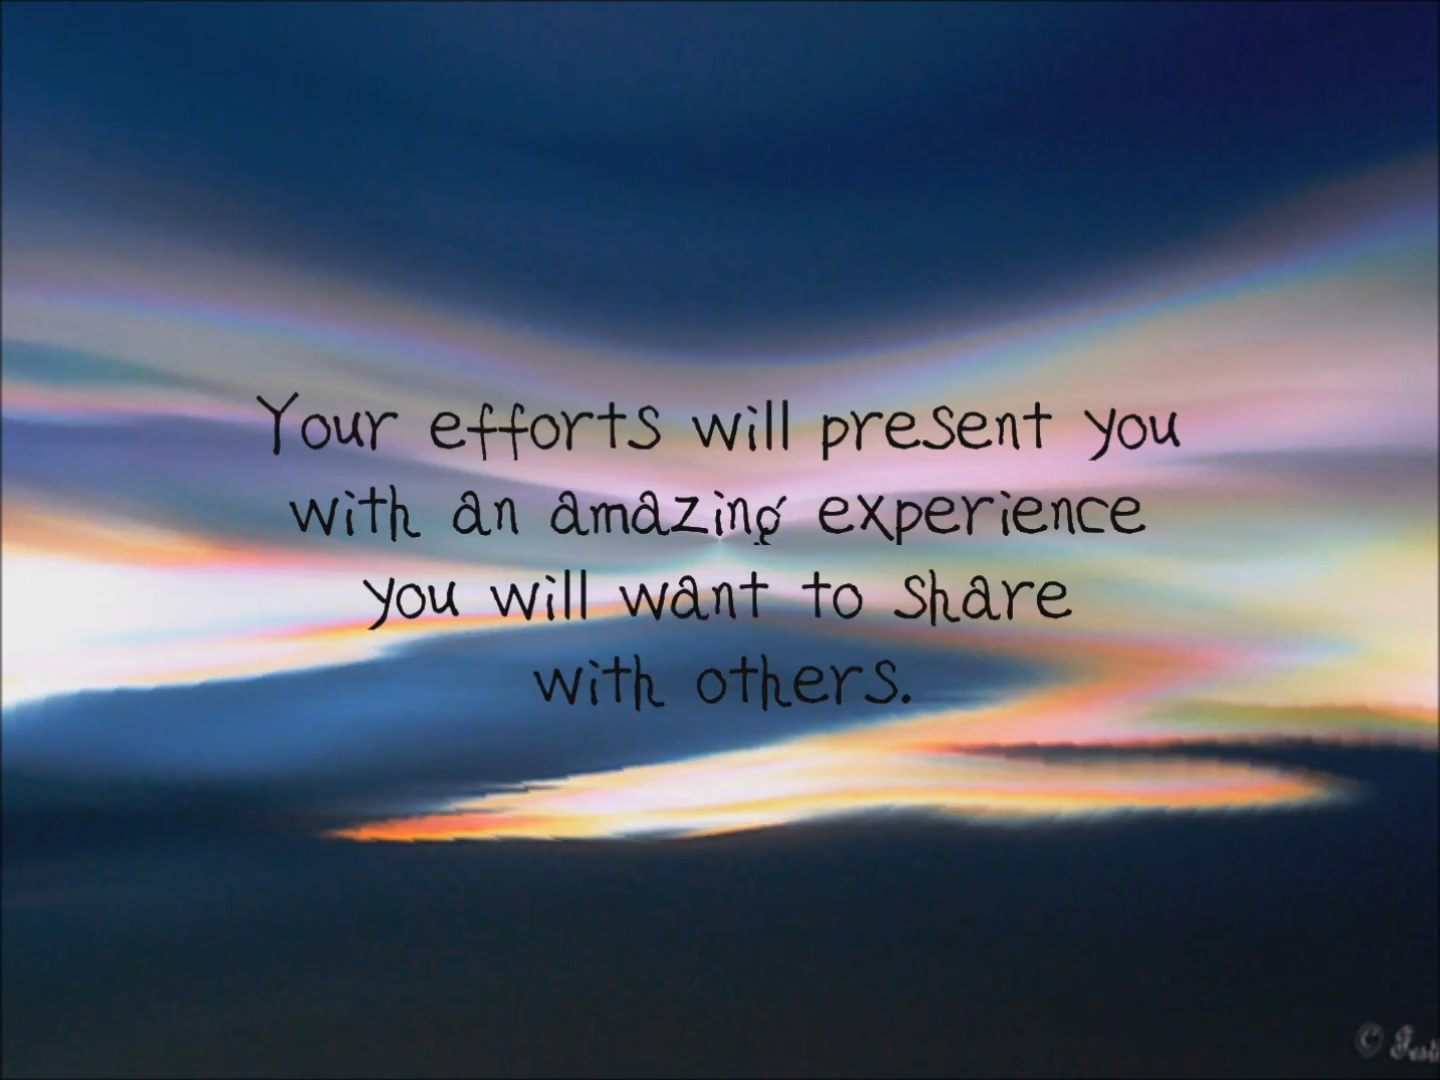 Your efforts will present you
with an amazing experience
you will want to share
with others.
©